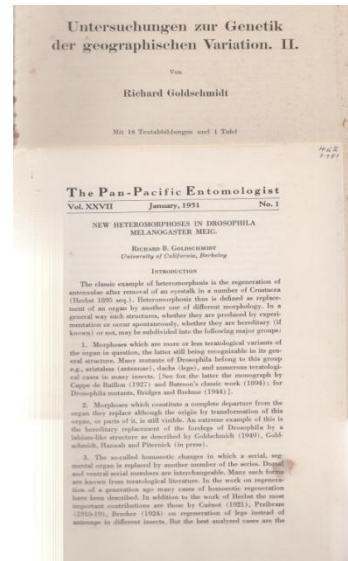 Untersuchungen zur Genetik
der geographischen Variation. II.
Von
Richard Goldschmidt
Mit 16 Textabbildungen und 1 Tafel
The Pan-Pacific Entomologist
Vol. XXVII January, 1951 No. 1
NEW HETEROMORPHOSES IN DROSOPHILA
MELANOGASTER MEIG.
RICHARD B. GOLDSCHMIDT
University of California, Berkeley
INTRODUCTION
The classic example of heteromorphosis is the regeneration of
antennulae after removal of an eyestalk in a number of Crustacea
(Herbst 1895 seq.). Heteromorphosis thus is defined as replace-
ment of an organ by another one of different morphology. In a
general way such structures, whether they are produced by experi-
mentation or occur spontaneously, whether they are hereditary (if
known) or not, may be subdivided into the following major groups:
1. Morphoses which are more or less teratological variants of
the organ in question, the latter still being recognizable in its gen-
eral structure. Many mutants of Drosophila belong to this group
e.g., aristaless (antennae), dachs (legs), and numerous teratologi-
cal cases in many insects. [See for the latter the monograph by
Cappe de Baillon (1927) and Bateson's classic work (1894); for
Drosophila mutants, Bridges and Brehme (1944)].
2. Morphoses which constitute a complete departure from the
organ they replace although the origin by transformation of this
organ, or parts of it, is still visible. An extreme example of this is
the hereditary replacement of the forelegs of Drosophila by a
labium-like structure as described by Goldschmidt (1949), Gold-
schmidt, Hannah and Piternick (in press).
3. The so-called homoeotic changes in which a serial, seg-
mental organ is replaced by another number of the series. Dorsal
and ventral serial numbers are interchangeable. Many such forms
are known from teratological literature. In the work on regenera-
tion of a generation ago many cases of homoeotic regeneration
have been described. In addition to the work of Herbst the most
important contributions are those by Cuénot (1921), Przibram
(1910-19), Brecher (1924) on regeneration of legs instead of
antennae in different insects. But the best analyzed cases are the